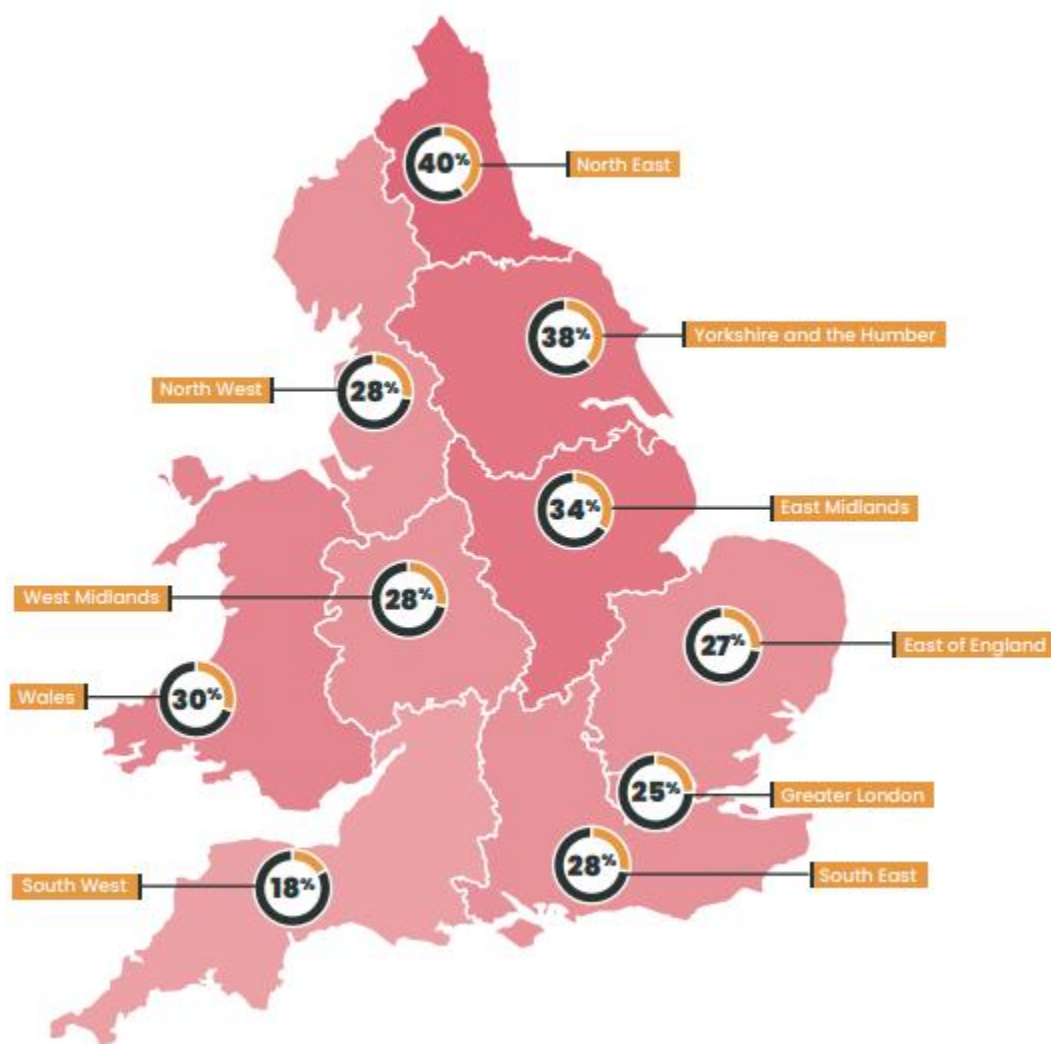 40%
North East
38%
Yorkshire and the Humber
North West
28%
34%
East Midlands
West Midlands
28%
27%
East of England
Wales
30%
25%
Greater London
South West
18%
28%
South East